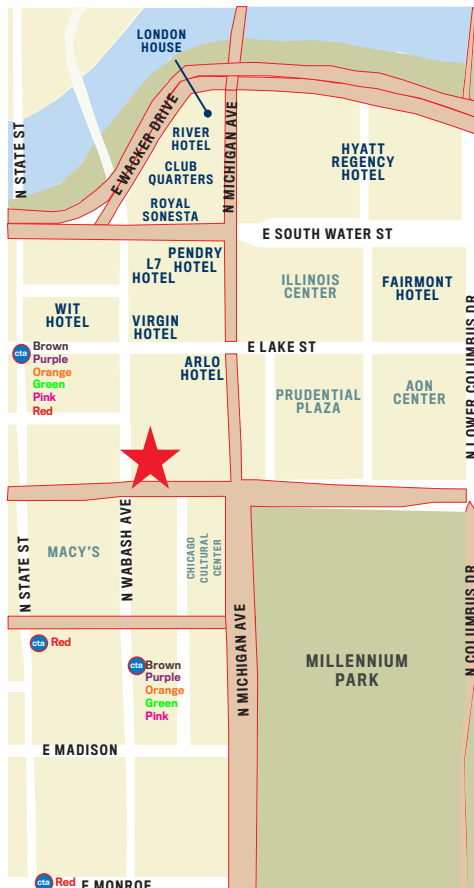 LONDON
HOUSE
N STATE ST
E WACKER DRIVE
RIVER
HOTEL
CLUB
QUARTERS
ROYAL
SONESTA
N MICHIGAN AVE
HYATT
REGENCY
HOTEL
E SOUTH WATER ST
PENDRY
HOTEL
L7
HOTEL
ILLINOIS
CENTER
FAIRMONT
HOTEL
WIT
HOTEL
VIRGIN
HOTEL
N LOWER COLUMBUS DR
E LAKE ST
cta
Brown
Purple
Orange
Green
Pink
Red
ARLO
HOTEL
PRUDENTIAL
PLAZA
AON
CENTER
N STATE ST
MACY'S
N WABASH AVE
CHICAGO
CULTURAL
CENTER
N MICHIGAN AVE
N COLUMBUS DR
cta Red
cta
Brown
Purple
Orange
Green
Pink
MILLENNIUM
PARK
E MADISON
cta Red
E MONROE